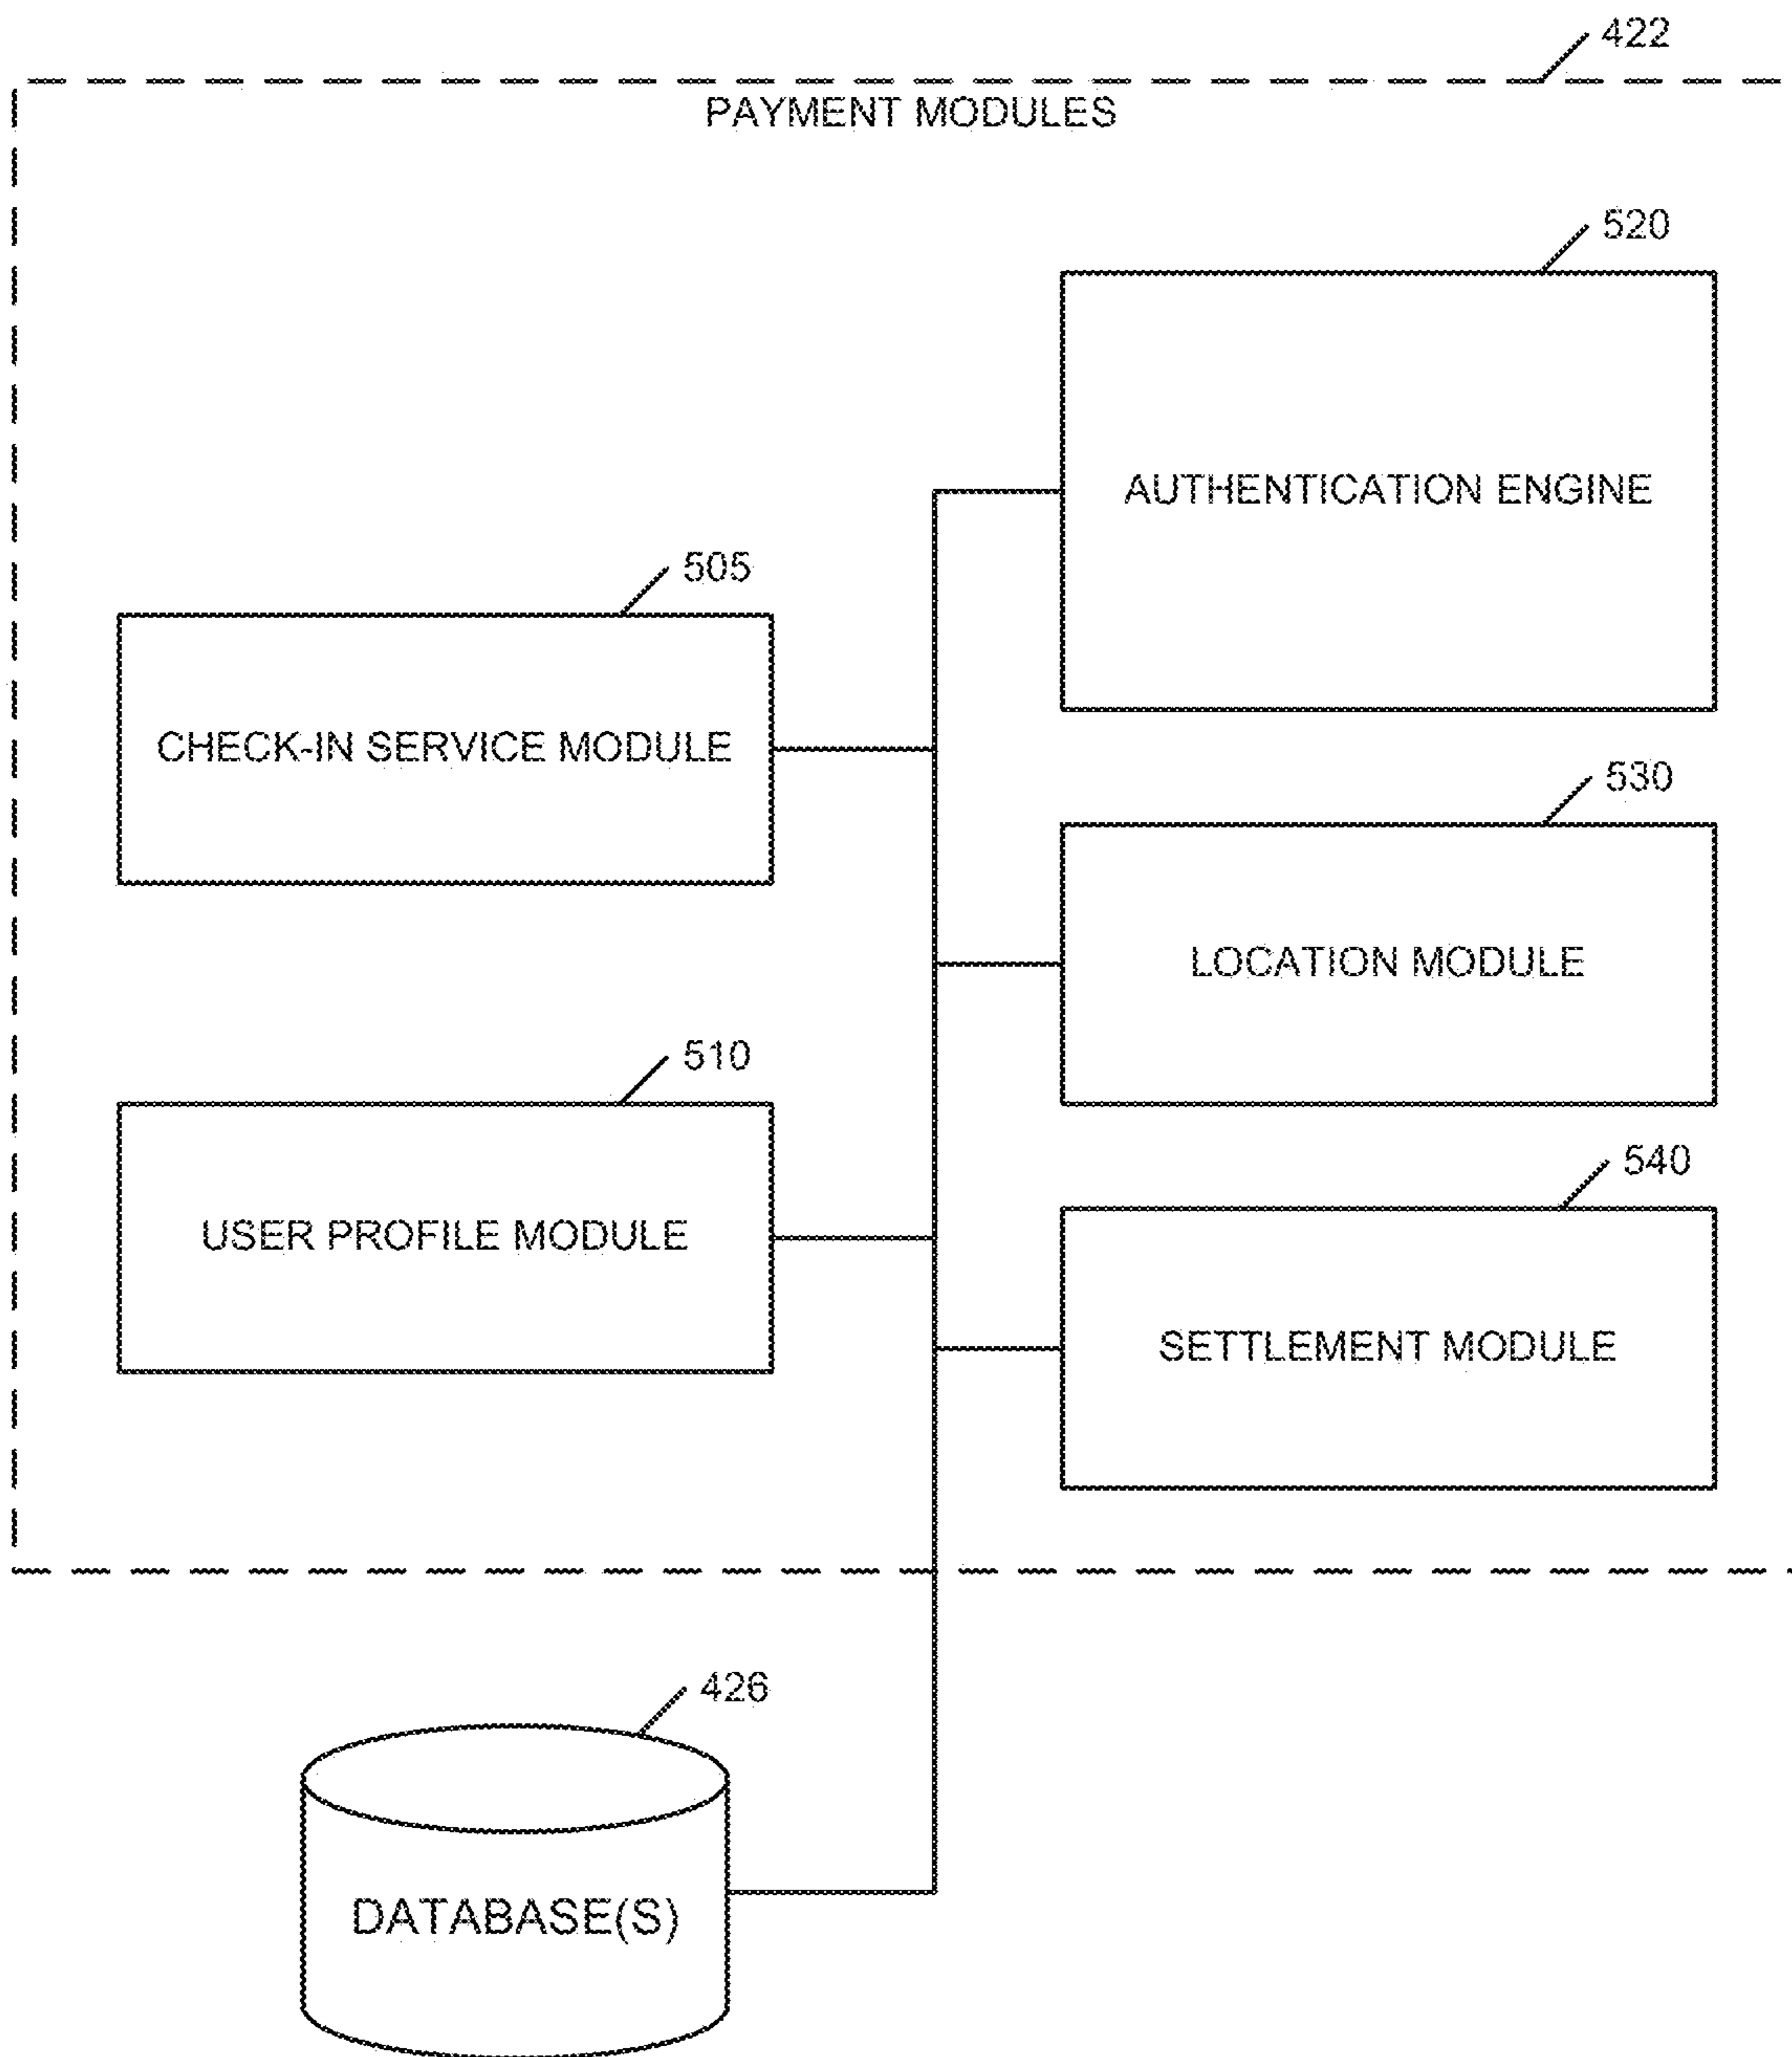 422
PAYMENT MODULES
520
AUTHENTICATION ENGINE
505
CHECK-IN SERVICE MODULE
530
LOCATION MODULE
510
USER PROFILE MODULE
540
SETTLEMENT MODULE
426
DATABASE(S)